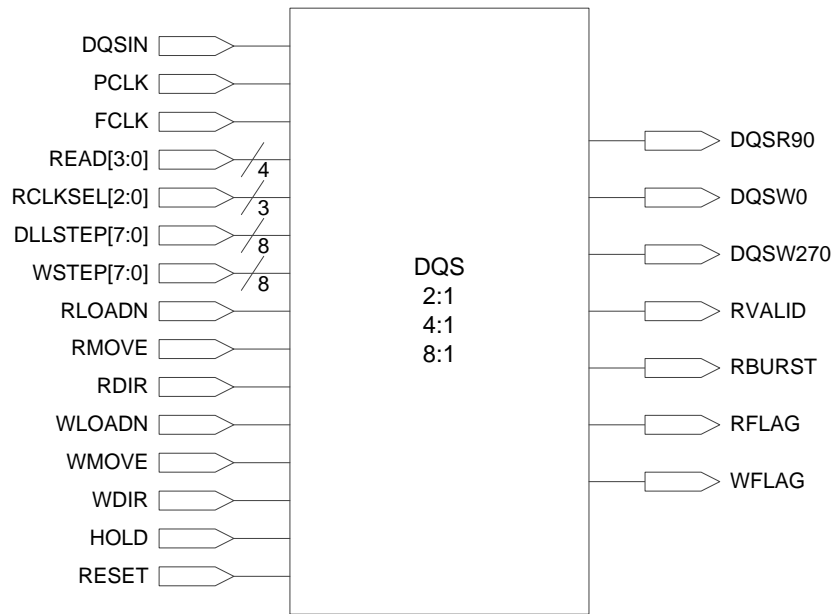 DQSIN
PCLK
FCLK
READ[3:0]
4
RCLKSEL[2:0]
3
DLLSTEP[7:0]
8
WSTEP[7:0]
8
RLOADN
RMOVE
RDIR
WLOADN
WMOVE
WDIR
HOLD
RESET
DQS
2:1
4:1
8:1
DQSR90
DQSW0
DQSW270
RVALID
RBURST
RFLAG
WFLAG